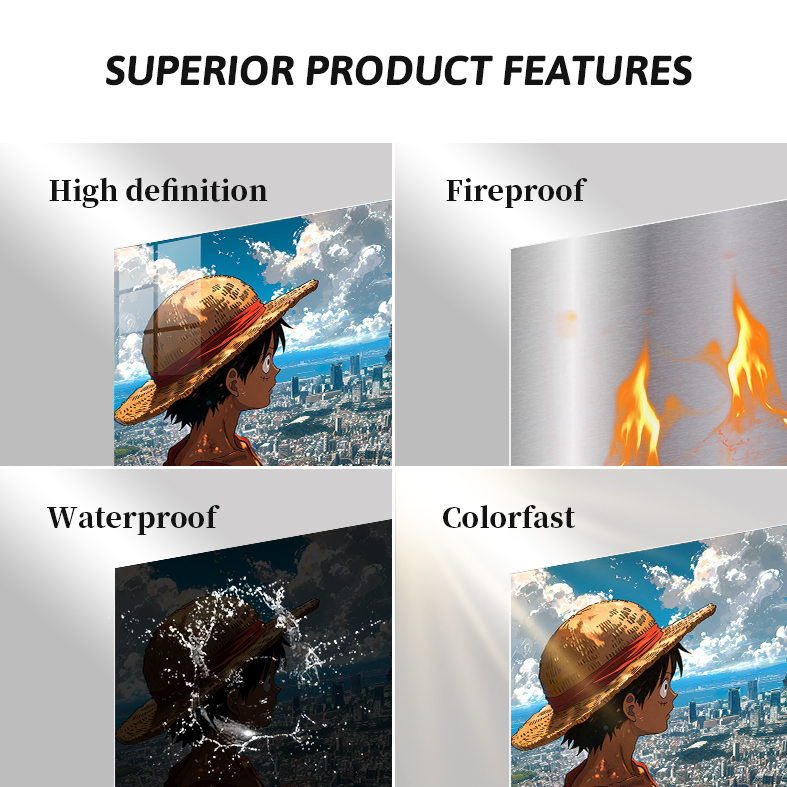 SUPERIOR PRODUCT FEATURES
High definition
Fireproof
Waterproof
Colorfast